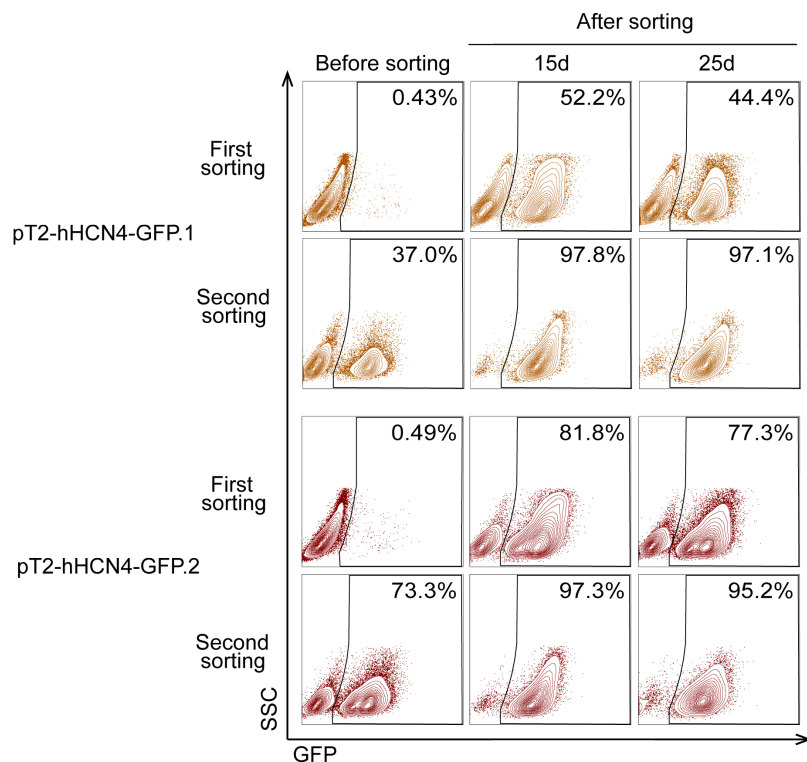 After sorting
Before sorting
15d
25d
First
sorting
0.43%
52.2%
44.4%
pT2-hHCN4-GFP.1
Second
sorting
37.0%
97.8%
97.1%
First
sorting
0.49%
81.8%
77.3%
pT2-hHCN4-GFP.2
Second
sorting
73.3%
97.3%
95.2%
SSC
GFP